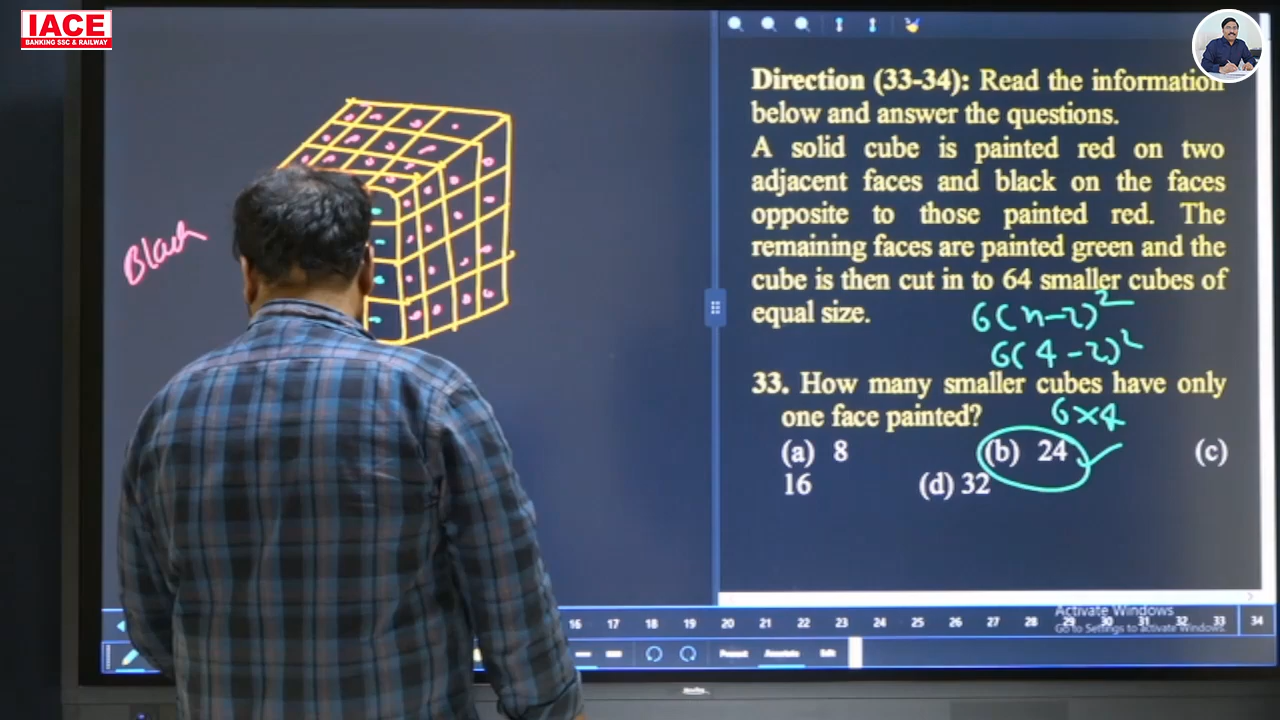 IACE
BANKING SSC & RAILWAY
Black
Direction (33-34): Read the information
below and answer the questions.
A solid cube is painted red on two
adjacent faces and black on the faces
opposite to those painted red. The
remaining faces are painted green and the
cube is then cut in to 64 smaller cubes of
equal size.
6(n-2)²
6(4-2)²
33. How many smaller cubes have only
one face painted?
6×4
(a) 8 (b) 24 (c)
16 (d) 32
Activate Windows
Go to Settings to activate Windows.
16 17 18 19 20 21 22 23 24 25 26 27 28 29 30 31 32 33 34
Present Annotate Edit